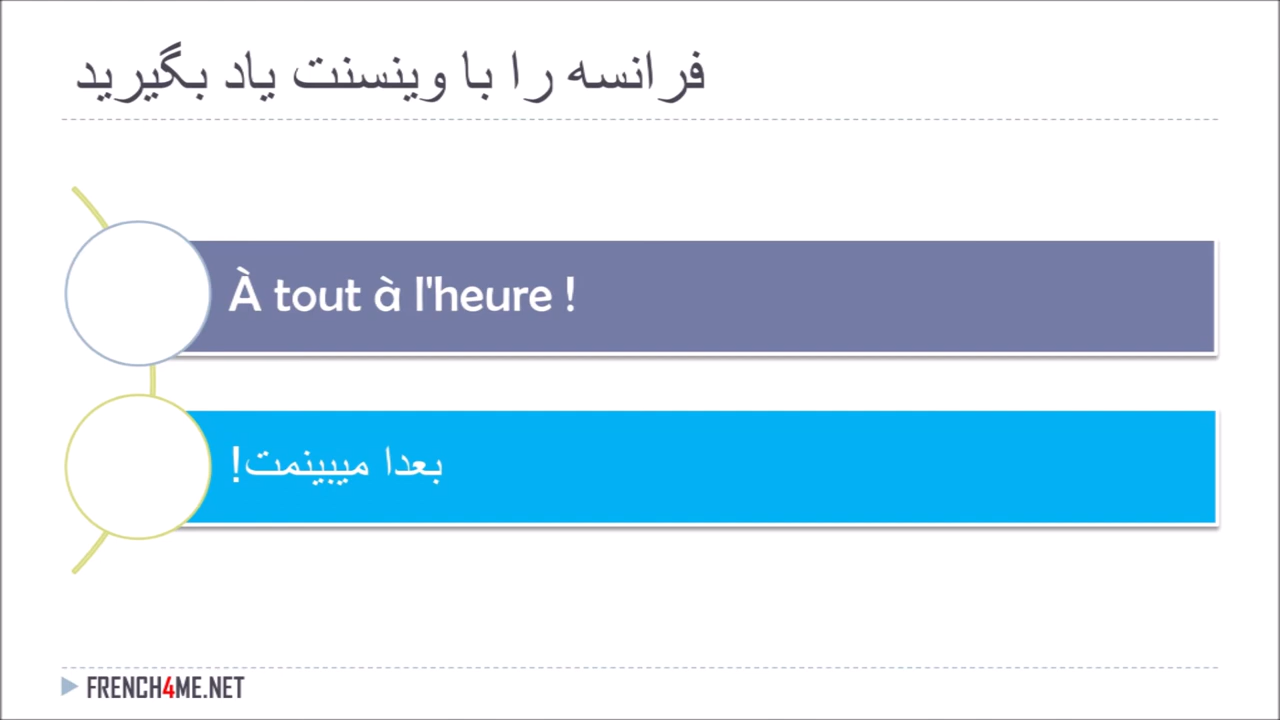 فرانسه را با وینسنت یاد بگیرید
À tout à l'heure !
بعدا میبینمت!
FRENCH4ME.NET